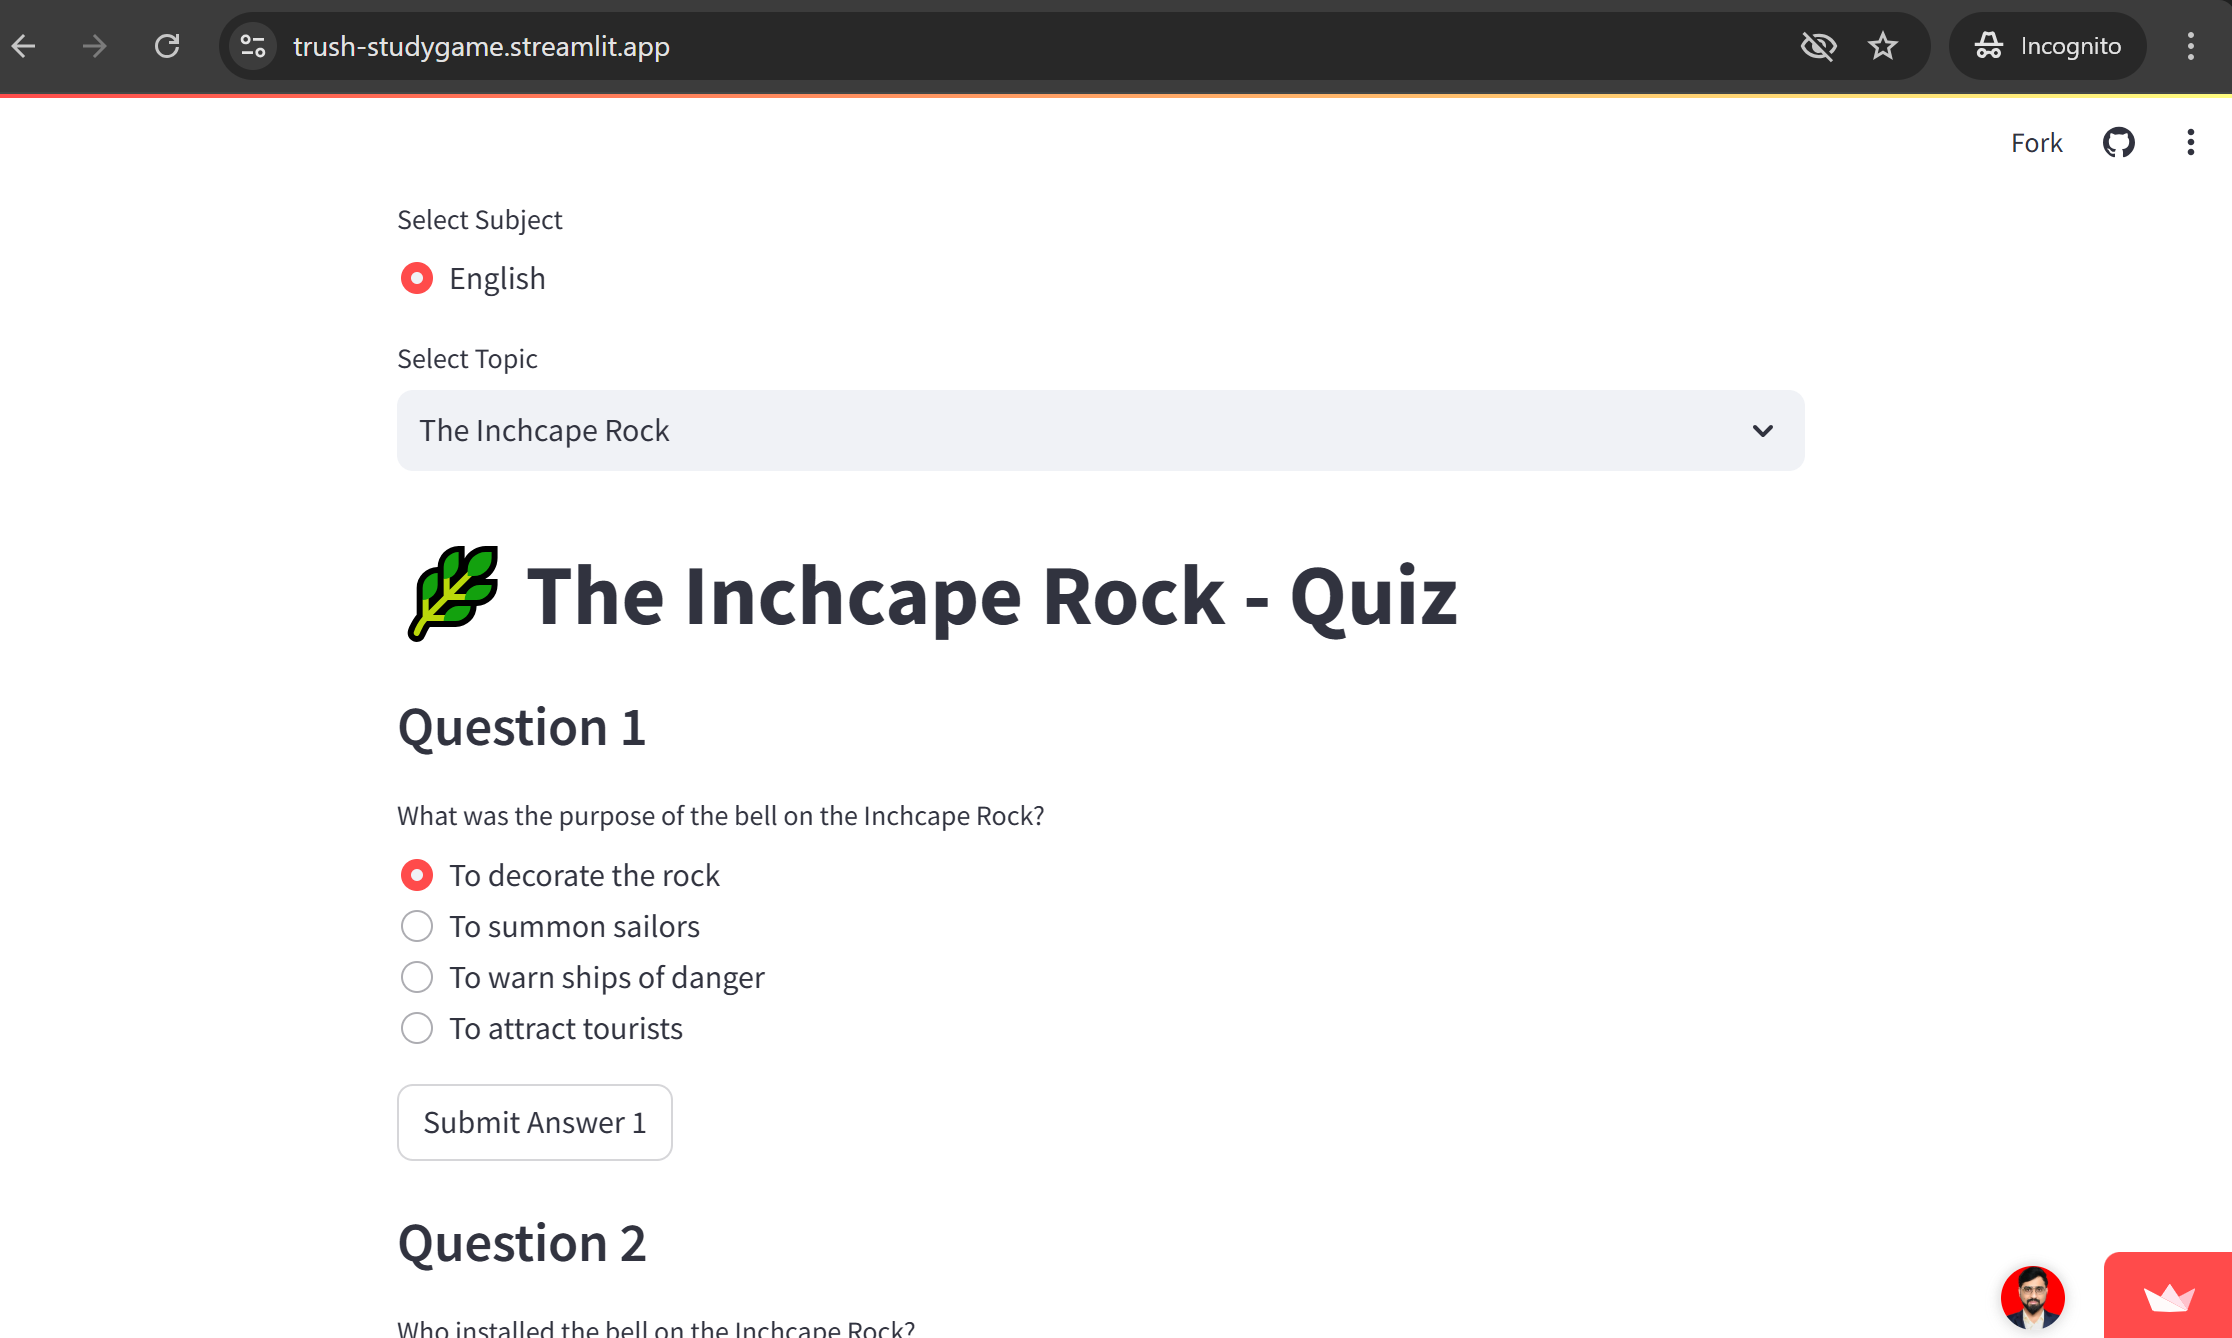 trush-studygame.streamlit.app
Incognito
Fork
Select Subject
English
Select Topic
The Inchcape Rock
The Inchcape Rock - Quiz
Question 1
What was the purpose of the bell on the Inchcape Rock?
To decorate the rock
To summon sailors
To warn ships of danger
To attract tourists
Submit Answer 1
Question 2
Who installed the bell on the Inchcape Rock?